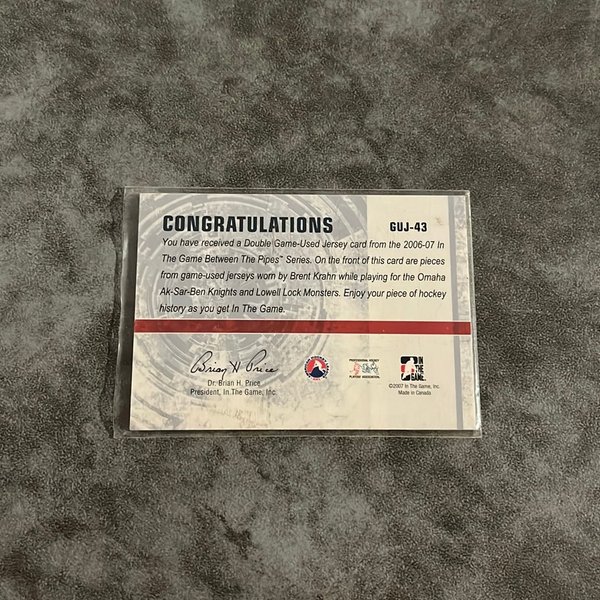 CONGRATULATIONS
GUJ-43
You have received a Double Game-Used Jersey card from the 2006-07 In
The Game Between The Pipes™ Series. On the front of this card are pieces
from game-used jerseys worn by Brent Krahn while playing for the Omaha
Ak-Sar-Ben Knights and Lowell Lock Monsters. Enjoy your piece of hockey
history as you get In The Game.
Brian H Price
Dr. Brian H. Price
President, In The Game, Inc.
PROFESSIONAL HOCKEY
PLAYERS' ASSOCIATION
IN
THE
GAME
©2007 In The Game, Inc.
Made in Canada